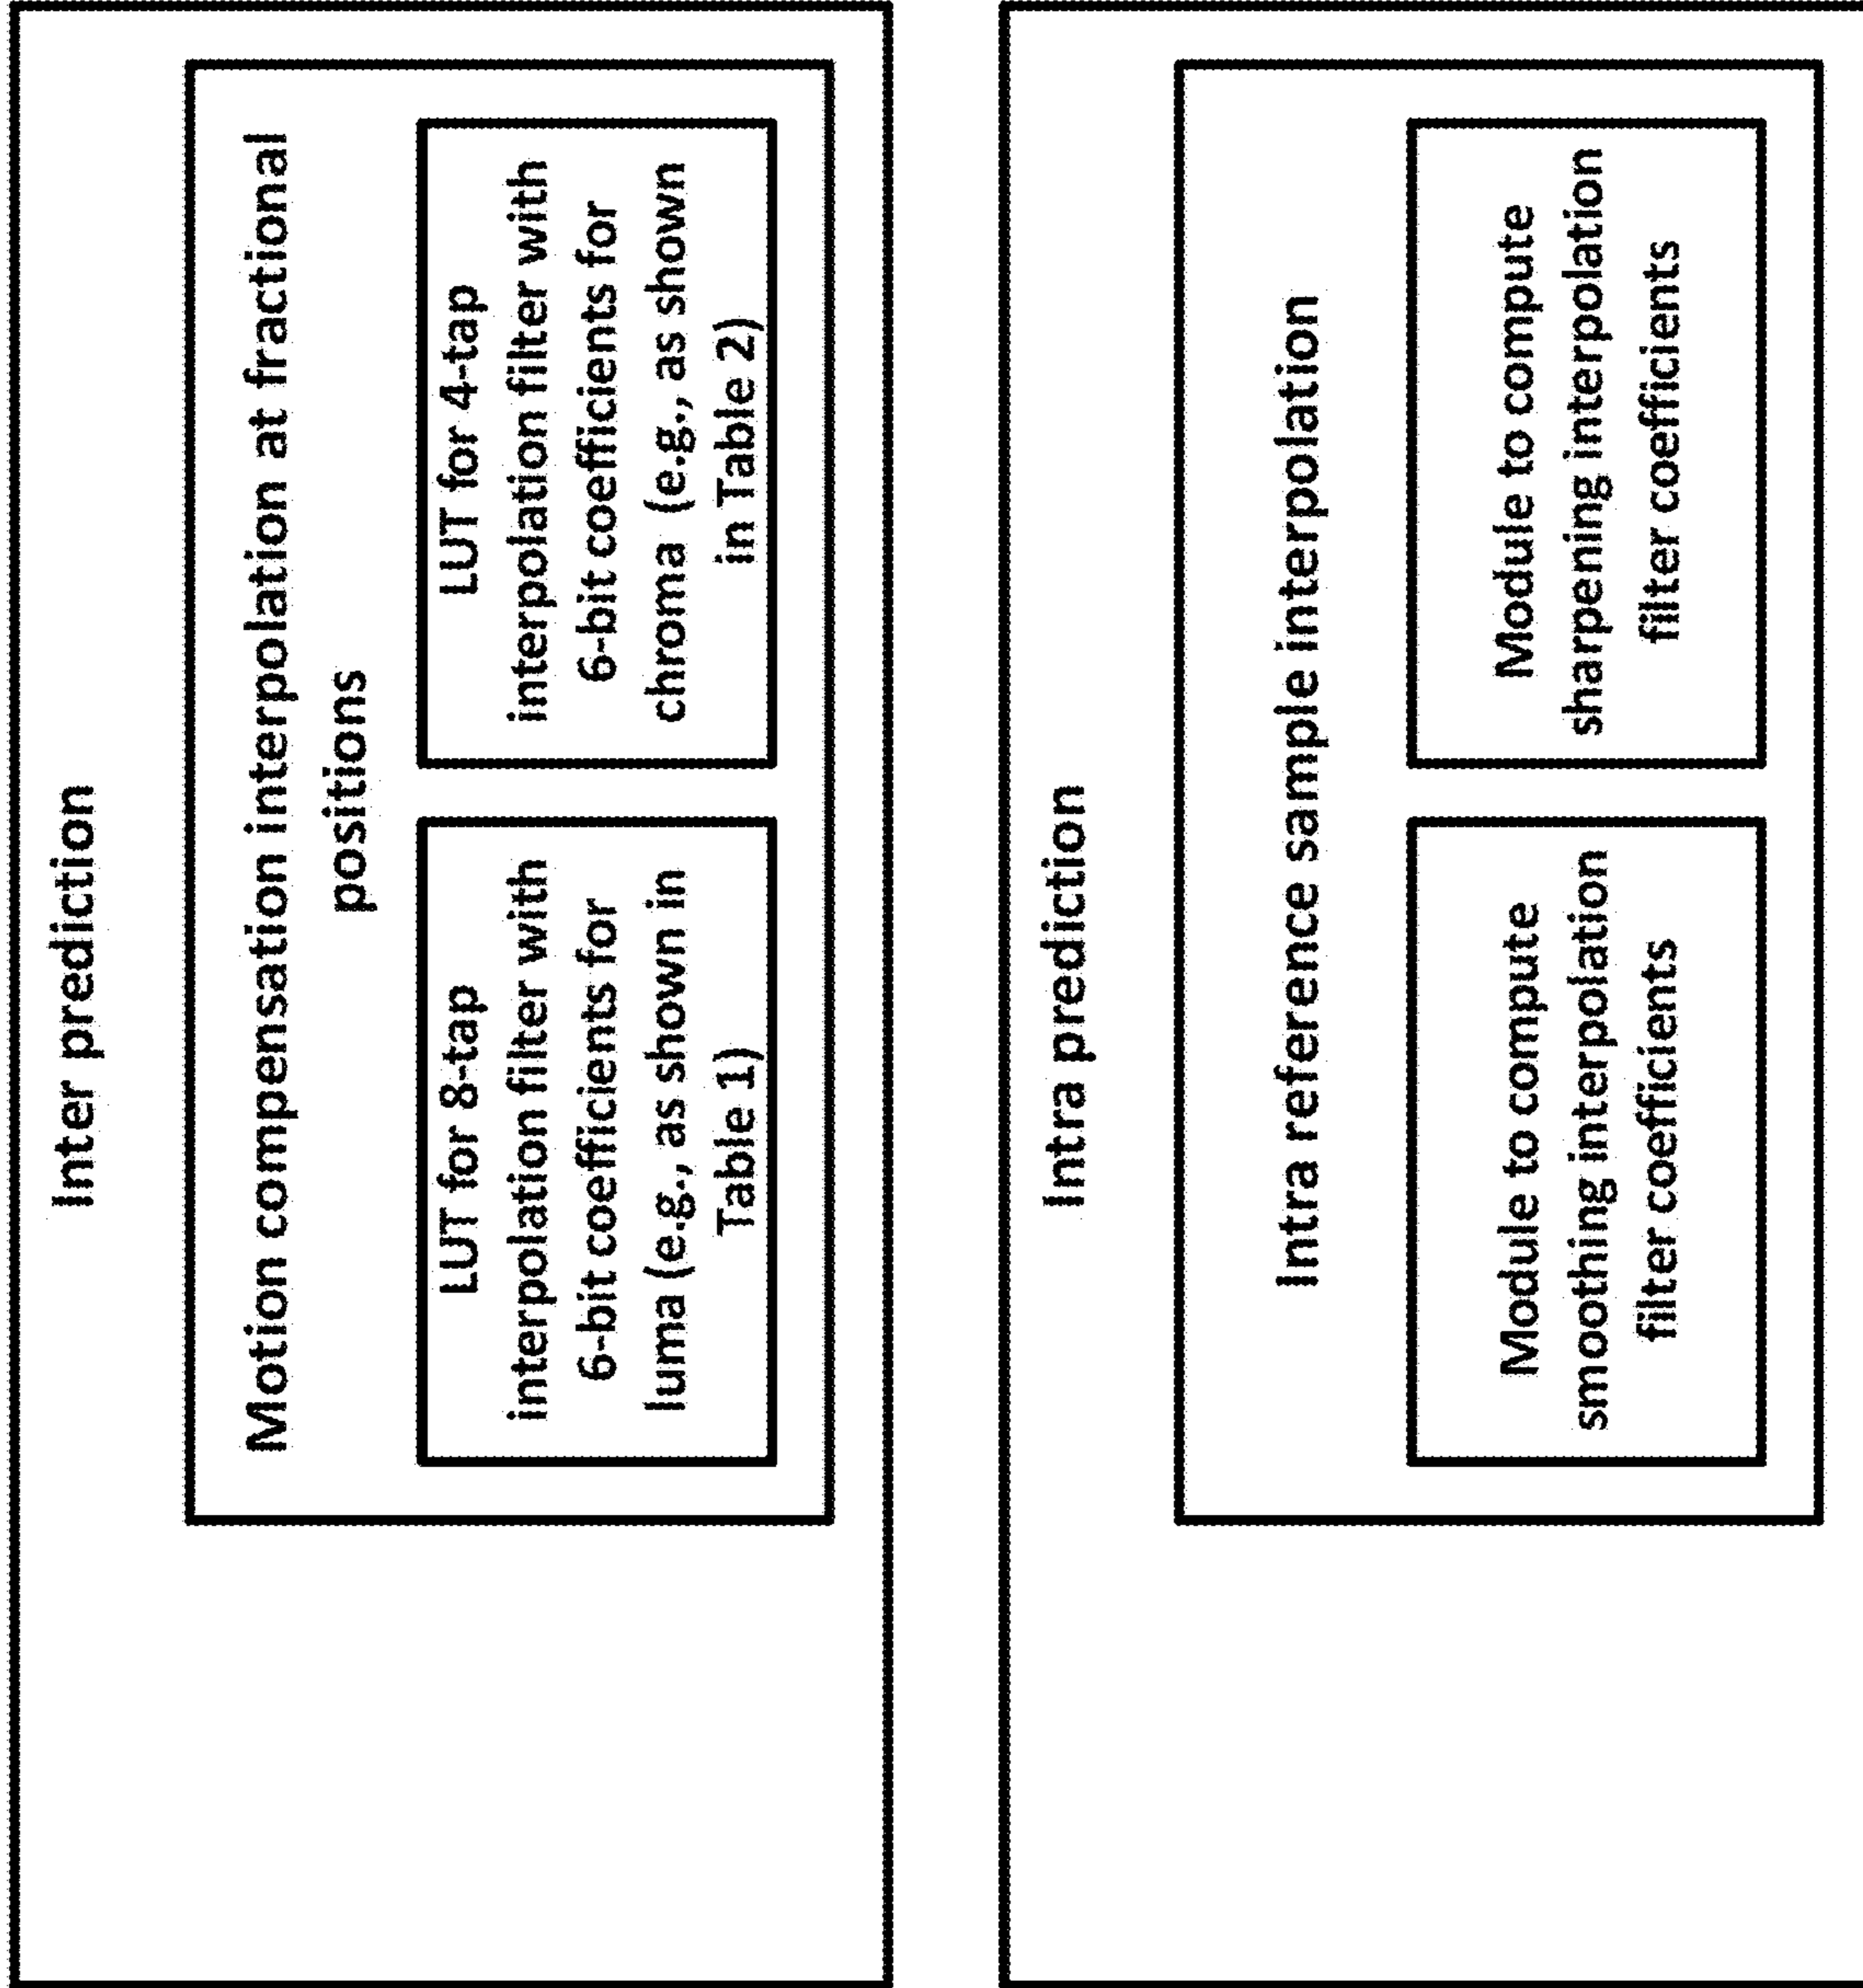 Inter prediction
Motion compensation interpolation at fractional
positions
LUT for 8-tap
interpolation filter with
6-bit coefficients for
luma (e.g., as shown in
Table 1)
LUT for 4-tap
interpolation filter with
6-bit coefficients for
chroma (e.g., as shown
in Table 2)
Intra prediction
Intra reference sample interpolation
Module to compute
smoothing interpolation
filter coefficients
Module to compute
sharpening interpolation
filter coefficients